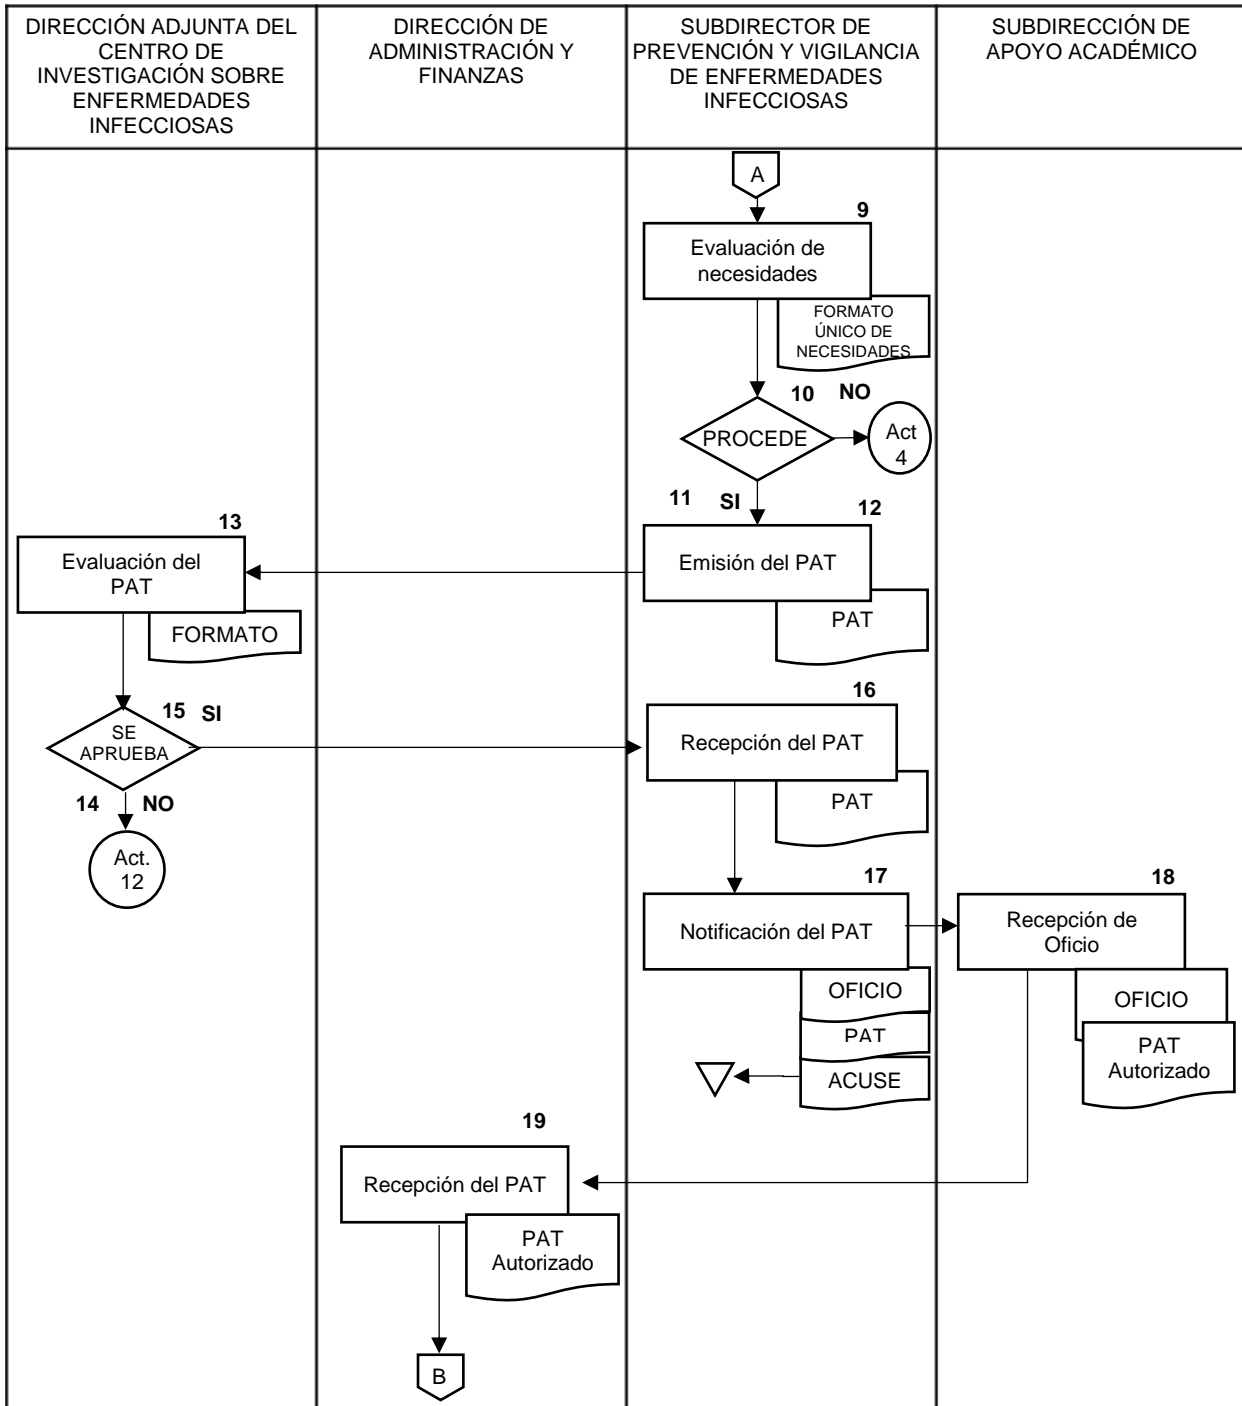 DIRECCIÓN ADJUNTA DEL
CENTRO DE
INVESTIGACIÓN SOBRE
ENFERMEDADES
INFECCIOSAS
DIRECCIÓN DE
ADMINISTRACIÓN Y
FINANZAS
SUBDIRECTOR DE
PREVENCIÓN Y VIGILANCIA
DE ENFERMEDADES
INFECCIOSAS
SUBDIRECCIÓN DE
APOYO ACADÉMICO
A
9
Evaluación de
necesidades
FORMATO
ÚNICO DE
NECESIDADES
10 NO
PROCEDE
Act
4
11 SI
12
Emisión del PAT
PAT
13
Evaluación del
PAT
FORMATO
15 SI
SE
APRUEBA
14 NO
Act.
12
16
Recepción del PAT
PAT
17
Notificación del PAT
OFICIO
PAT
ACUSE
18
Recepción de
Oficio
OFICIO
PAT
Autorizado
19
Recepción del PAT
PAT
Autorizado
B